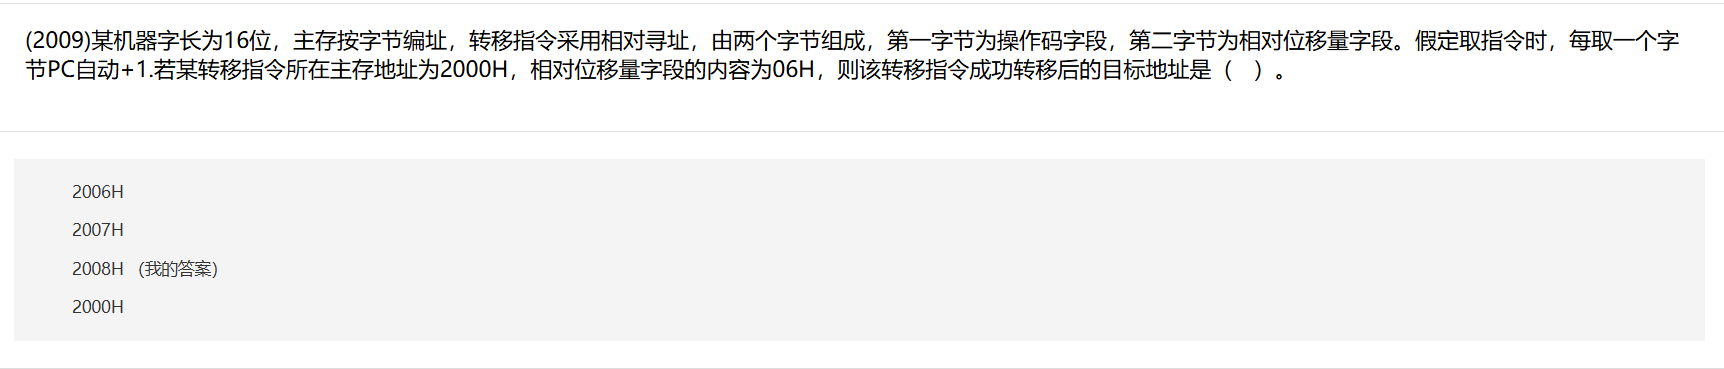 (2009)某机器字长为16位，主存按字节编址，转移指令采用相对寻址，由两个字节组成，第一字节为操作码字段，第二字节为相对位移量字段。假定取指令时，每取一个字
节PC自动+1.若某转移指令所在主存地址为2000H，相对位移量字段的内容为06H，则该转移指令成功转移后的目标地址是（　）。
2006H
2007H
2008H （我的答案）
2000H